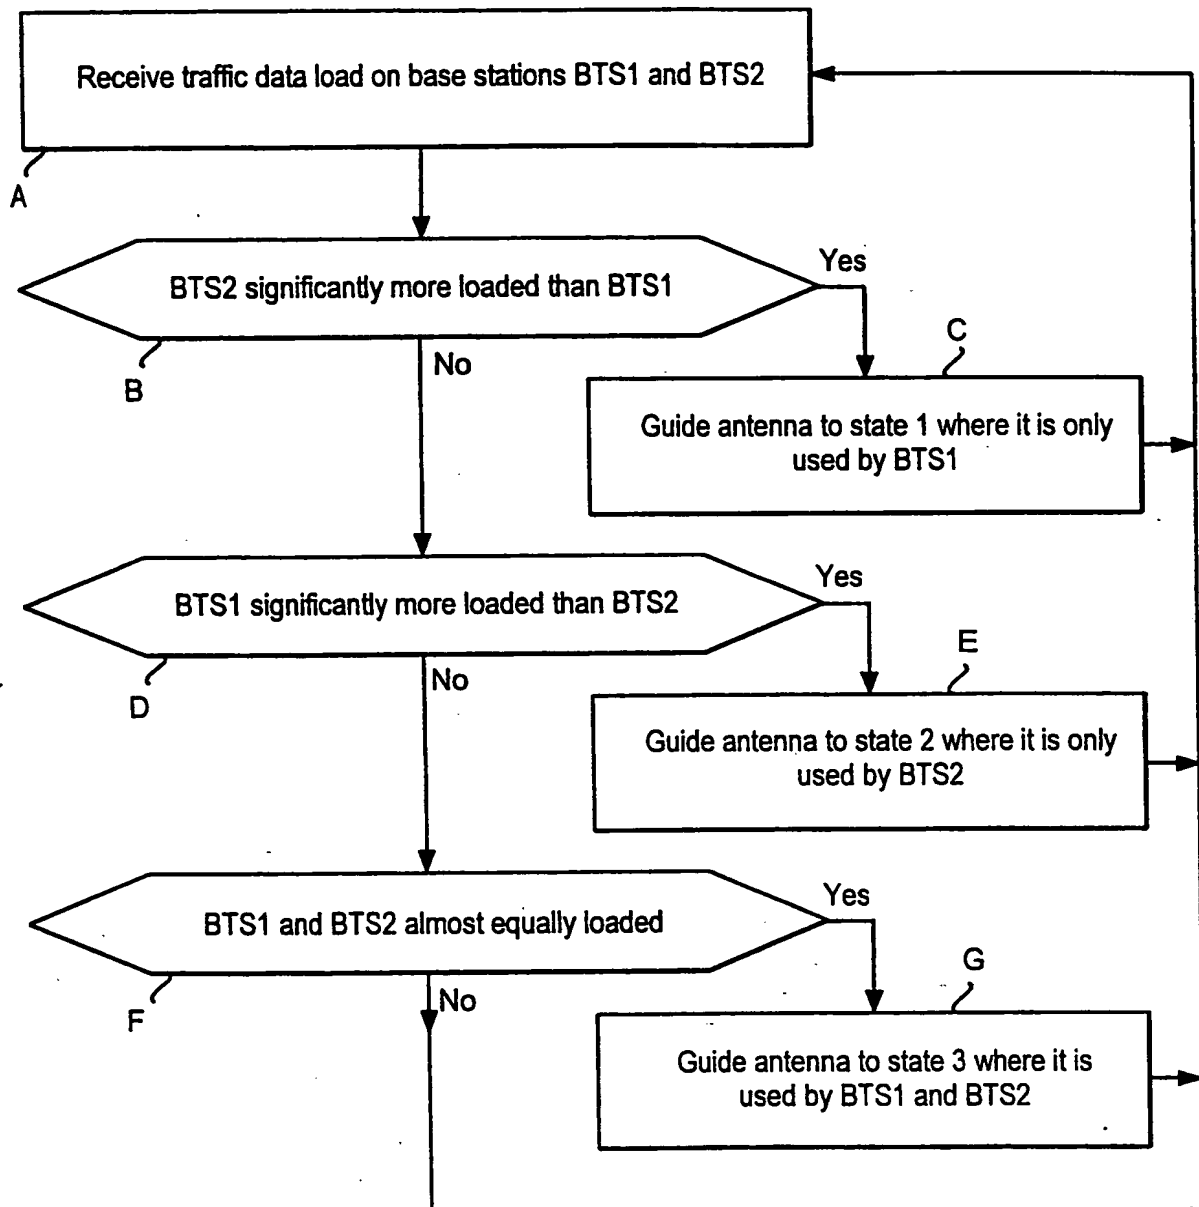 Receive traffic data load on base stations BTS1 and BTS2
A
BTS2 significantly more loaded than BTS1
Yes
B
No
C
Guide antenna to state 1 where it is only
used by BTS1
BTS1 significantly more loaded than BTS2
Yes
D
No
E
Guide antenna to state 2 where it is only
used by BTS2
BTS1 and BTS2 almost equally loaded
Yes
F
No
G
Guide antenna to state 3 where it is
used by BTS1 and BTS2